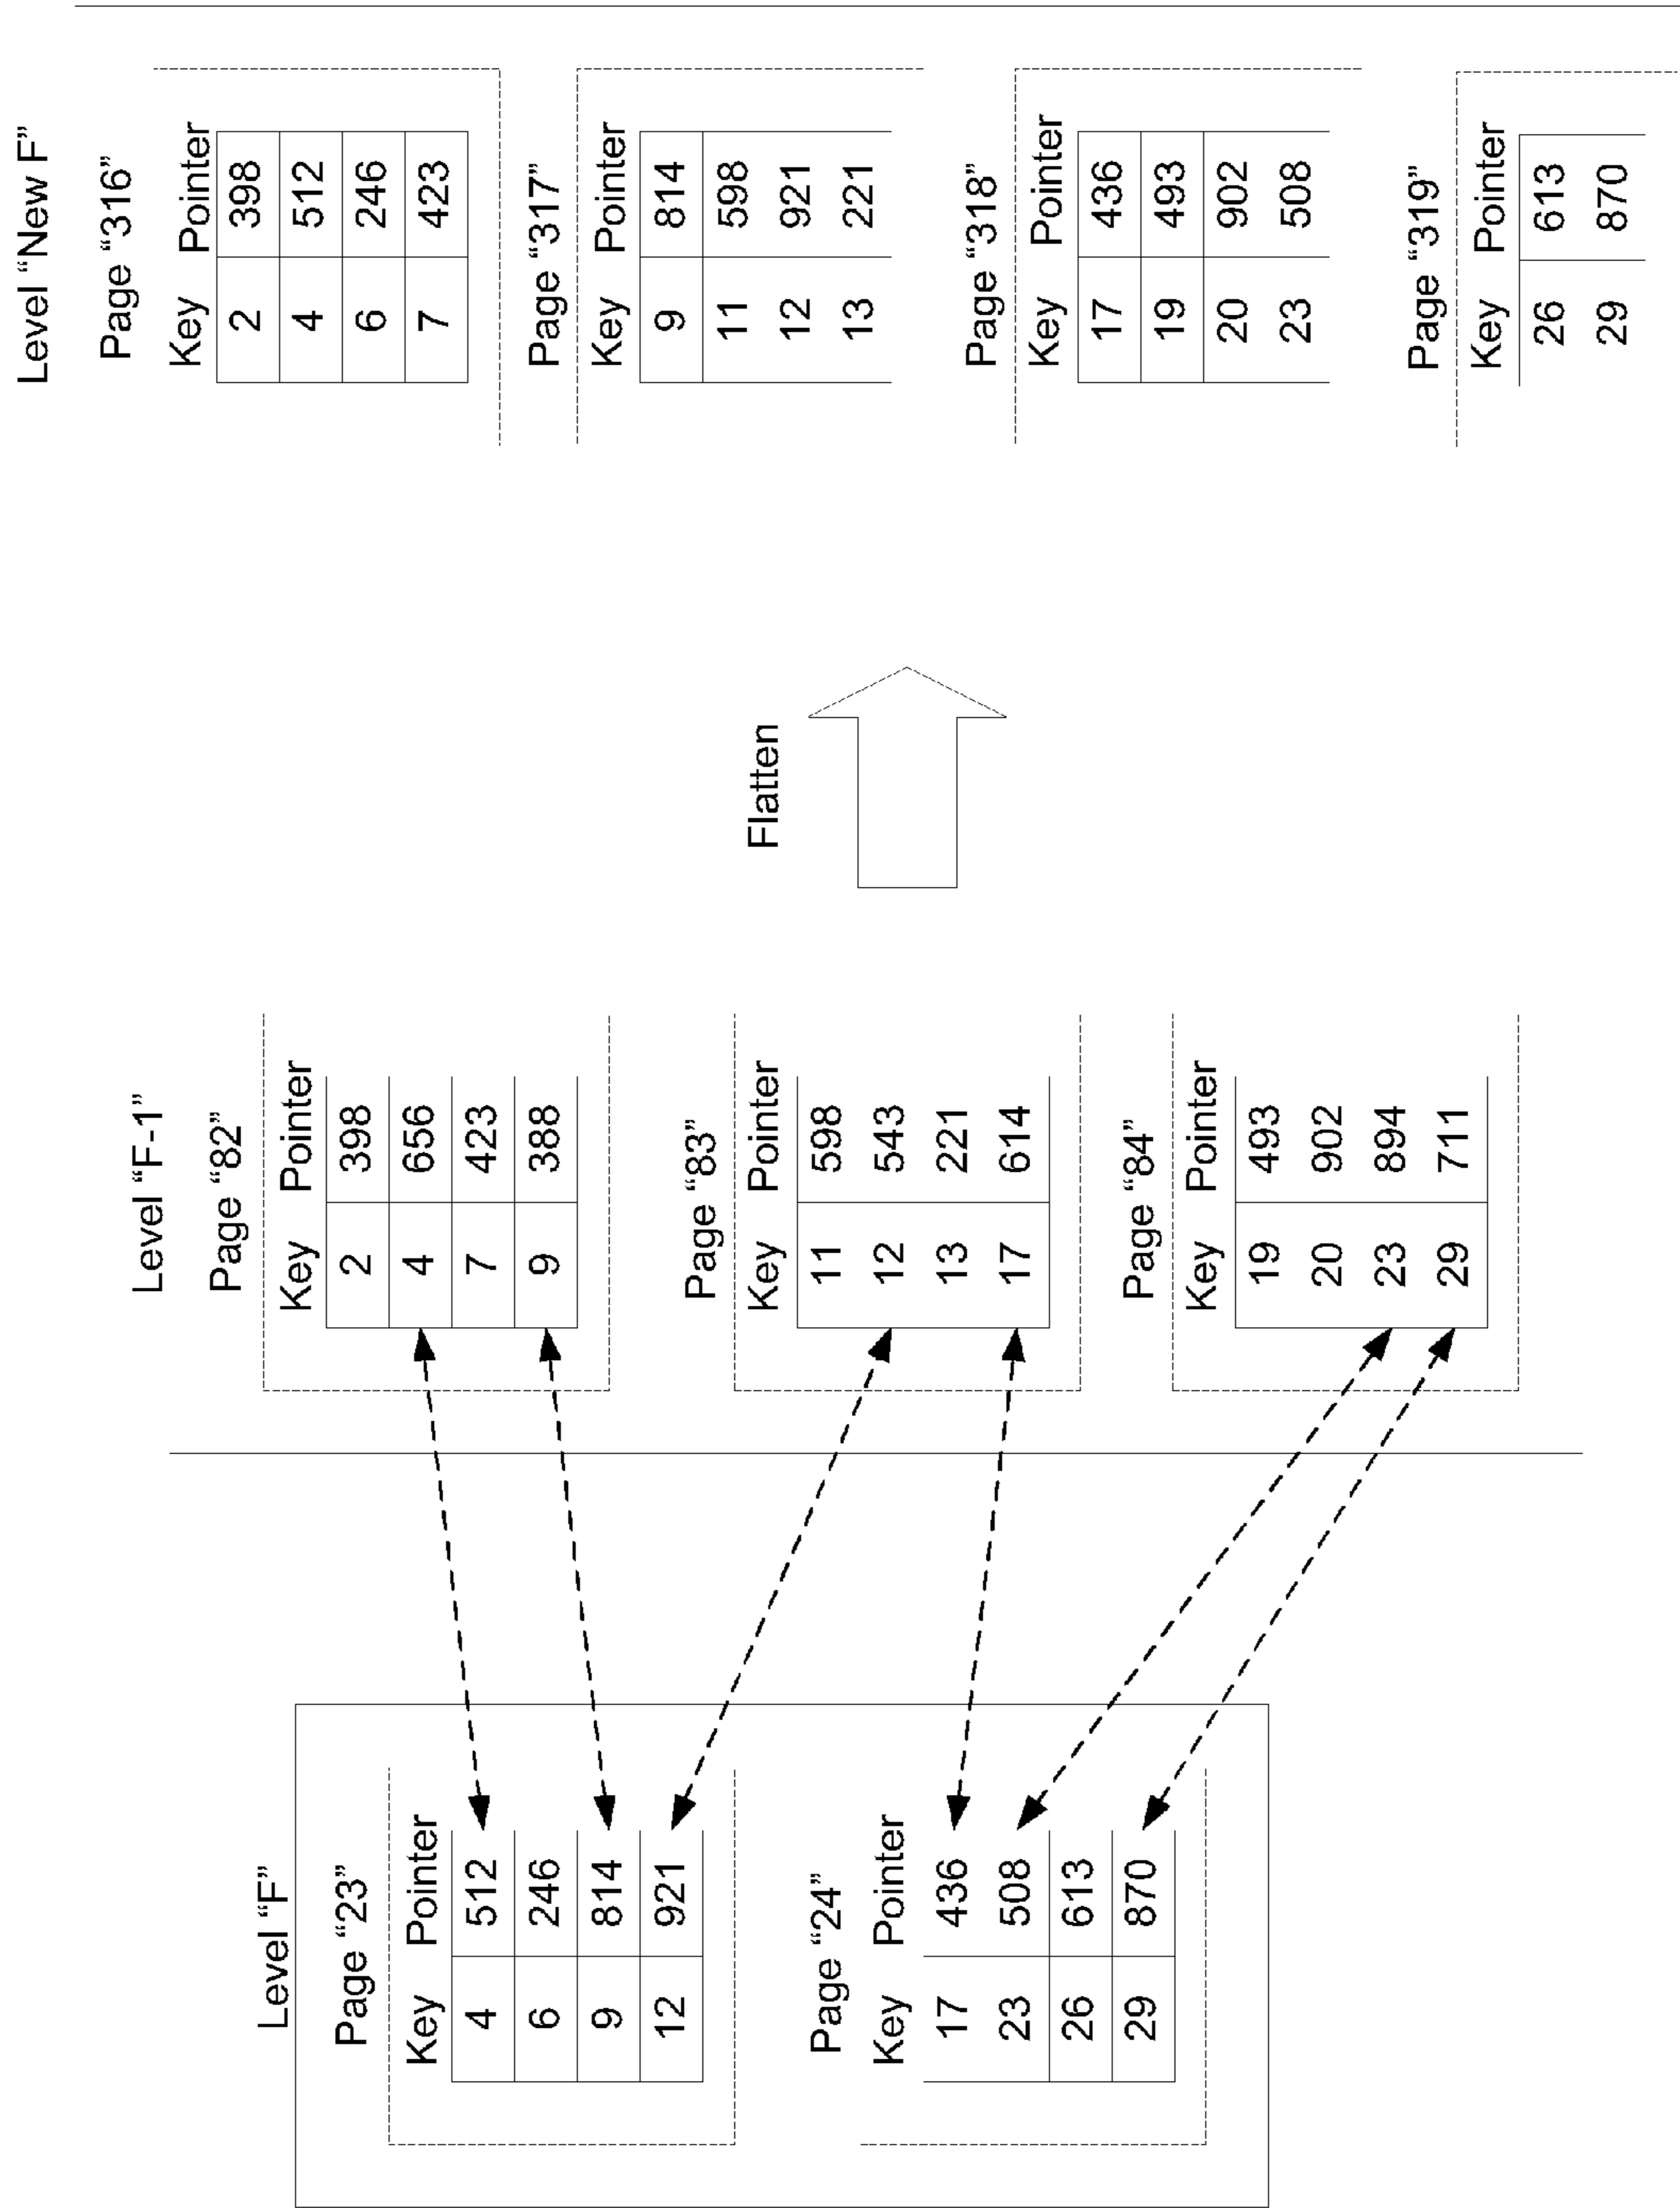 Level “F”
Page “23”
Key Pointer
4 512
6 246
9 814
12 921
Page “24”
Key Pointer
17 436
23 508
26 613
29 870
Level “F-1”
Page “82”
Key Pointer
2 398
4 656
7 423
9 388
Page “83”
Key Pointer
11 598
12 543
13 221
17 614
Page “84”
Key Pointer
19 493
20 902
23 894
29 711
Flatten
Level “New F”
Page “316”
Key Pointer
2 398
4 512
6 246
7 423
Page “317”
Key Pointer
9 814
11 598
12 921
13 221
Page “318”
Key Pointer
17 436
19 493
20 902
23 508
Page “319”
Key Pointer
26 613
29 870